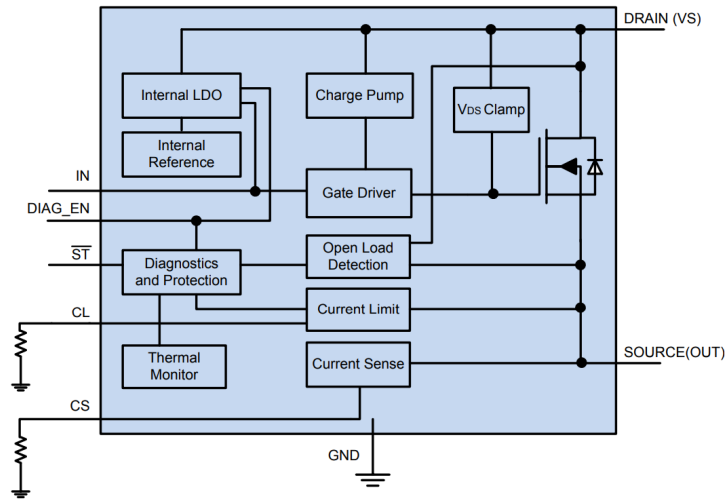 DRAIN (VS)
Internal LDO
Charge Pump
VDS Clamp
Internal
Reference
IN
Gate Driver
DIAG_EN
ST
Diagnostics
and Protection
Open Load
Detection
CL
Current Limit
Thermal
Monitor
Current Sense
SOURCE(OUT)
CS
GND